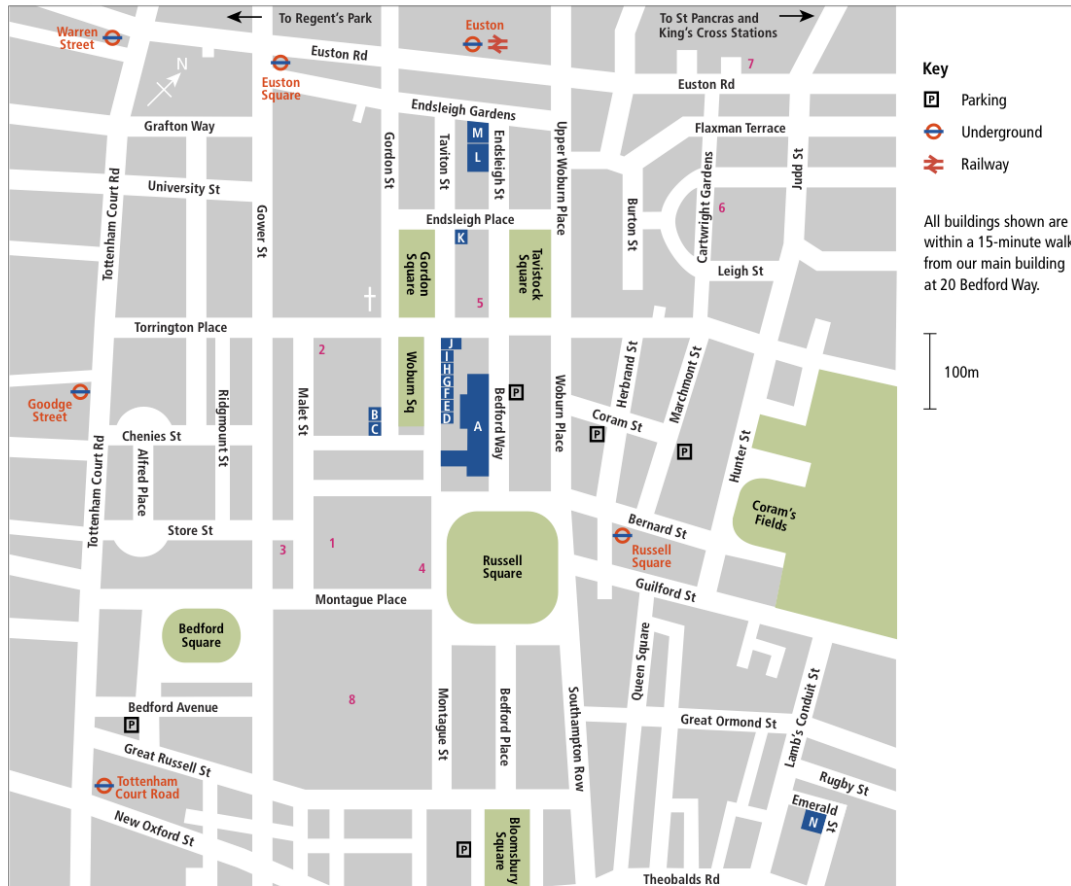 To Regent's Park
To St Pancras and
King's Cross Stations
Warren
Street
Euston
Euston Rd
7
Euston
Square
N
Euston Rd
Endsleigh Gardens
Grafton Way
Flaxman Terrace
M
L
Gordon St
Taviton St
Endsleigh St
Upper Woburn Place
Cartwright Gardens
Judd St
University St
Tottenham Court Rd
Gower St
Burton St
6
Endsleigh Place
K
Gordon
Square
Tavistock
Square
Leigh St
5
Torrington Place
2
Woburn Sq
J
I
H
G
F
E
D
B
C
A
P
Bedford Way
Woburn Place
Herbrand St
Marchmont St
Goodge
Street
Ridgmount St
Malet St
Coram St
P
P
Hunter St
Chenies St
Alfred Place
Tottenham Court Rd
Coram's
Fields
Store St
3
1
4
Russell
Square
Bernard St
Russell
Square
Guilford St
Montague Place
Bedford
Square
Queen Square
8
Montague St
Bedford Place
Southampton Row
Great Ormond St
Lamb's Conduit St
Bedford Avenue
P
Great Russell St
Tottenham
Court Road
New Oxford St
Rugby St
Emerald
St
N
P
Bloomsbury
Square
Theobalds Rd
Key
P Parking
Underground
Railway
All buildings shown are
within a 15-minute walk
from our main building
at 20 Bedford Way.
100m